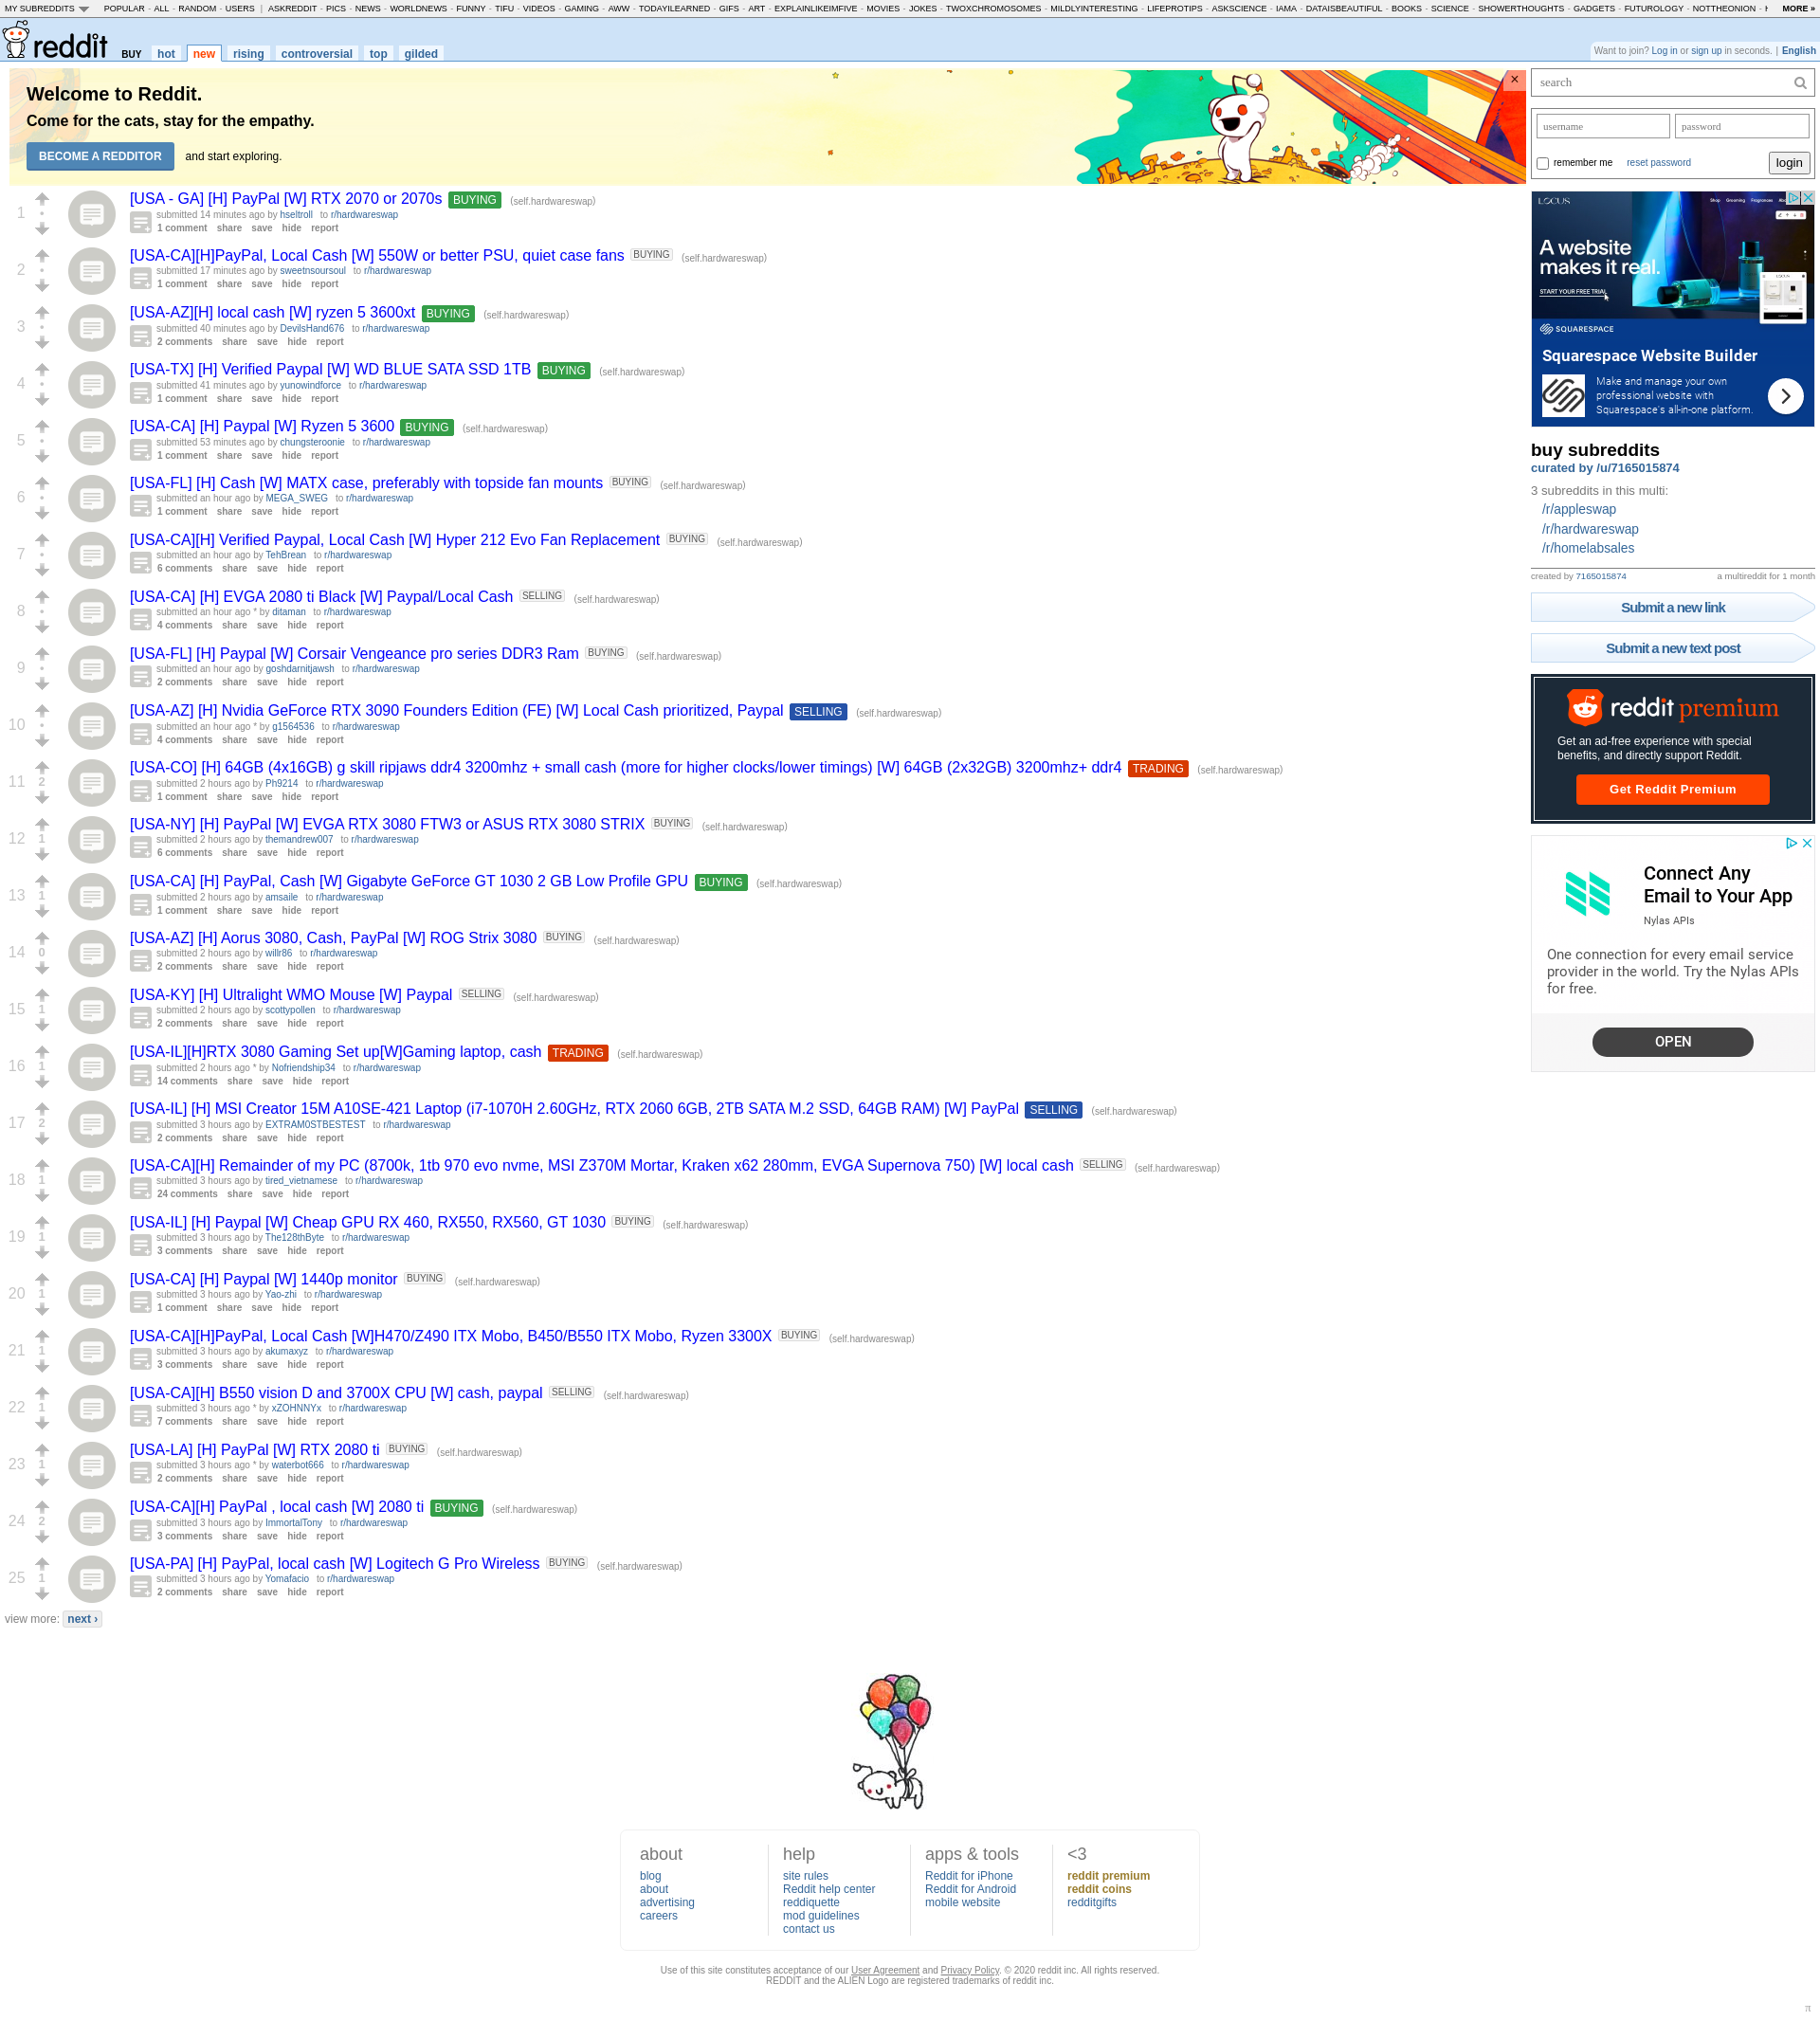 MY SUBREDDITS POPULAR - ALL - RANDOM - USERS | ASKREDDIT - PICS - NEWS - WORLDNEWS - FUNNY - TIFU - VIDEOS - GAMING - AWW - TODAYILEARNED - GIFS - ART - EXPLAINLIKEIMFIVE - MOVIES - JOKES - TWOXCHROMOSOMES - MILDLYINTERESTING - LIFEPROTIPS - ASKSCIENCE - IAMA - DATAISBEAUTIFUL - BOOKS - SCIENCE - SHOWERTHOUGHTS - GADGETS - FUTUROLOGY - NOTTHEONION - MORE »
reddit BUY hot new rising controversial top gilded
Want to join? Log in or sign up in seconds. | English
Welcome to Reddit.
Come for the cats, stay for the empathy.
BECOME A REDDITOR and start exploring.
1
[USA - GA] [H] PayPal [W] RTX 2070 or 2070s BUYING (self.hardwareswap)
submitted 14 minutes ago by hseltroll to r/hardwareswap
1 comment share save hide report
2
[USA-CA][H]PayPal, Local Cash [W] 550W or better PSU, quiet case fans BUYING (self.hardwareswap)
submitted 17 minutes ago by sweetnsoursoul to r/hardwareswap
1 comment share save hide report
3
[USA-AZ][H] local cash [W] ryzen 5 3600xt BUYING (self.hardwareswap)
submitted 40 minutes ago by DevilsHand676 to r/hardwareswap
2 comments share save hide report
4
[USA-TX] [H] Verified Paypal [W] WD BLUE SATA SSD 1TB BUYING (self.hardwareswap)
submitted 41 minutes ago by yunowindforce to r/hardwareswap
1 comment share save hide report
5
[USA-CA] [H] Paypal [W] Ryzen 5 3600 BUYING (self.hardwareswap)
submitted 53 minutes ago by chungsteroonie to r/hardwareswap
1 comment share save hide report
6
[USA-FL] [H] Cash [W] MATX case, preferably with topside fan mounts BUYING (self.hardwareswap)
submitted an hour ago by MEGA_SWEG to r/hardwareswap
1 comment share save hide report
7
[USA-CA][H] Verified Paypal, Local Cash [W] Hyper 212 Evo Fan Replacement BUYING (self.hardwareswap)
submitted an hour ago by TehBrean to r/hardwareswap
6 comments share save hide report
8
[USA-CA] [H] EVGA 2080 ti Black [W] Paypal/Local Cash SELLING (self.hardwareswap)
submitted an hour ago * by ditaman to r/hardwareswap
4 comments share save hide report
9
[USA-FL] [H] Paypal [W] Corsair Vengeance pro series DDR3 Ram BUYING (self.hardwareswap)
submitted an hour ago by goshdarnitjawsh to r/hardwareswap
2 comments share save hide report
10
[USA-AZ] [H] Nvidia GeForce RTX 3090 Founders Edition (FE) [W] Local Cash prioritized, Paypal SELLING (self.hardwareswap)
submitted an hour ago * by g1564536 to r/hardwareswap
4 comments share save hide report
11 2
[USA-CO] [H] 64GB (4x16GB) g skill ripjaws ddr4 3200mhz + small cash (more for higher clocks/lower timings) [W] 64GB (2x32GB) 3200mhz+ ddr4 TRADING (self.hardwareswap)
submitted 2 hours ago by Ph9214 to r/hardwareswap
1 comment share save hide report
12 1
[USA-NY] [H] PayPal [W] EVGA RTX 3080 FTW3 or ASUS RTX 3080 STRIX BUYING (self.hardwareswap)
submitted 2 hours ago by themandrew007 to r/hardwareswap
6 comments share save hide report
13 1
[USA-CA] [H] PayPal, Cash [W] Gigabyte GeForce GT 1030 2 GB Low Profile GPU BUYING (self.hardwareswap)
submitted 2 hours ago by amsaile to r/hardwareswap
1 comment share save hide report
14 0
[USA-AZ] [H] Aorus 3080, Cash, PayPal [W] ROG Strix 3080 BUYING (self.hardwareswap)
submitted 2 hours ago by willr86 to r/hardwareswap
2 comments share save hide report
15 1
[USA-KY] [H] Ultralight WMO Mouse [W] Paypal SELLING (self.hardwareswap)
submitted 2 hours ago by scottypollen to r/hardwareswap
2 comments share save hide report
16 1
[USA-IL][H]RTX 3080 Gaming Set up[W]Gaming laptop, cash TRADING (self.hardwareswap)
submitted 2 hours ago * by Nofriendship34 to r/hardwareswap
14 comments share save hide report
17 2
[USA-IL] [H] MSI Creator 15M A10SE-421 Laptop (i7-1070H 2.60GHz, RTX 2060 6GB, 2TB SATA M.2 SSD, 64GB RAM) [W] PayPal SELLING (self.hardwareswap)
submitted 3 hours ago by EXTRAM0STBESTEST to r/hardwareswap
2 comments share save hide report
18 1
[USA-CA][H] Remainder of my PC (8700k, 1tb 970 evo nvme, MSI Z370M Mortar, Kraken x62 280mm, EVGA Supernova 750) [W] local cash SELLING (self.hardwareswap)
submitted 3 hours ago by tired_vietnamese to r/hardwareswap
24 comments share save hide report
19 1
[USA-IL] [H] Paypal [W] Cheap GPU RX 460, RX550, RX560, GT 1030 BUYING (self.hardwareswap)
submitted 3 hours ago by The128thByte to r/hardwareswap
3 comments share save hide report
20 1
[USA-CA] [H] Paypal [W] 1440p monitor BUYING (self.hardwareswap)
submitted 3 hours ago by Yao-zhi to r/hardwareswap
1 comment share save hide report
21 1
[USA-CA][H]PayPal, Local Cash [W]H470/Z490 ITX Mobo, B450/B550 ITX Mobo, Ryzen 3300X BUYING (self.hardwareswap)
submitted 3 hours ago by akumaxyz to r/hardwareswap
3 comments share save hide report
22 1
[USA-CA][H] B550 vision D and 3700X CPU [W] cash, paypal SELLING (self.hardwareswap)
submitted 3 hours ago * by xZOHNNYx to r/hardwareswap
7 comments share save hide report
23 1
[USA-LA] [H] PayPal [W] RTX 2080 ti BUYING (self.hardwareswap)
submitted 3 hours ago * by waterbot666 to r/hardwareswap
2 comments share save hide report
24 2
[USA-CA][H] PayPal , local cash [W] 2080 ti BUYING (self.hardwareswap)
submitted 3 hours ago by ImmortalTony to r/hardwareswap
3 comments share save hide report
25 1
[USA-PA] [H] PayPal, local cash [W] Logitech G Pro Wireless BUYING (self.hardwareswap)
submitted 3 hours ago by Yomafacio to r/hardwareswap
2 comments share save hide report
view more: next ›
search
username password
remember me reset password login
LOCUS
A website
makes it real.
START YOUR FREE TRIAL
SQUARESPACE
Squarespace Website Builder
Make and manage your own
professional website with
Squarespace's all-in-one platform.
buy subreddits
curated by /u/7165015874
3 subreddits in this multi:
/r/appleswap
/r/hardwareswap
/r/homelabsales
created by 7165015874 a multireddit for 1 month
Submit a new link
Submit a new text post
reddit premium
Get an ad-free experience with special
benefits, and directly support Reddit.
Get Reddit Premium
Connect Any
Email to Your App
Nylas APIs
One connection for every email service
provider in the world. Try the Nylas APIs
for free.
OPEN
about
blog
about
advertising
careers
help
site rules
Reddit help center
reddiquette
mod guidelines
contact us
apps & tools
Reddit for iPhone
Reddit for Android
mobile website
<3
reddit premium
reddit coins
redditgifts
Use of this site constitutes acceptance of our User Agreement and Privacy Policy. © 2020 reddit inc. All rights reserved.
REDDIT and the ALIEN Logo are registered trademarks of reddit inc.
π